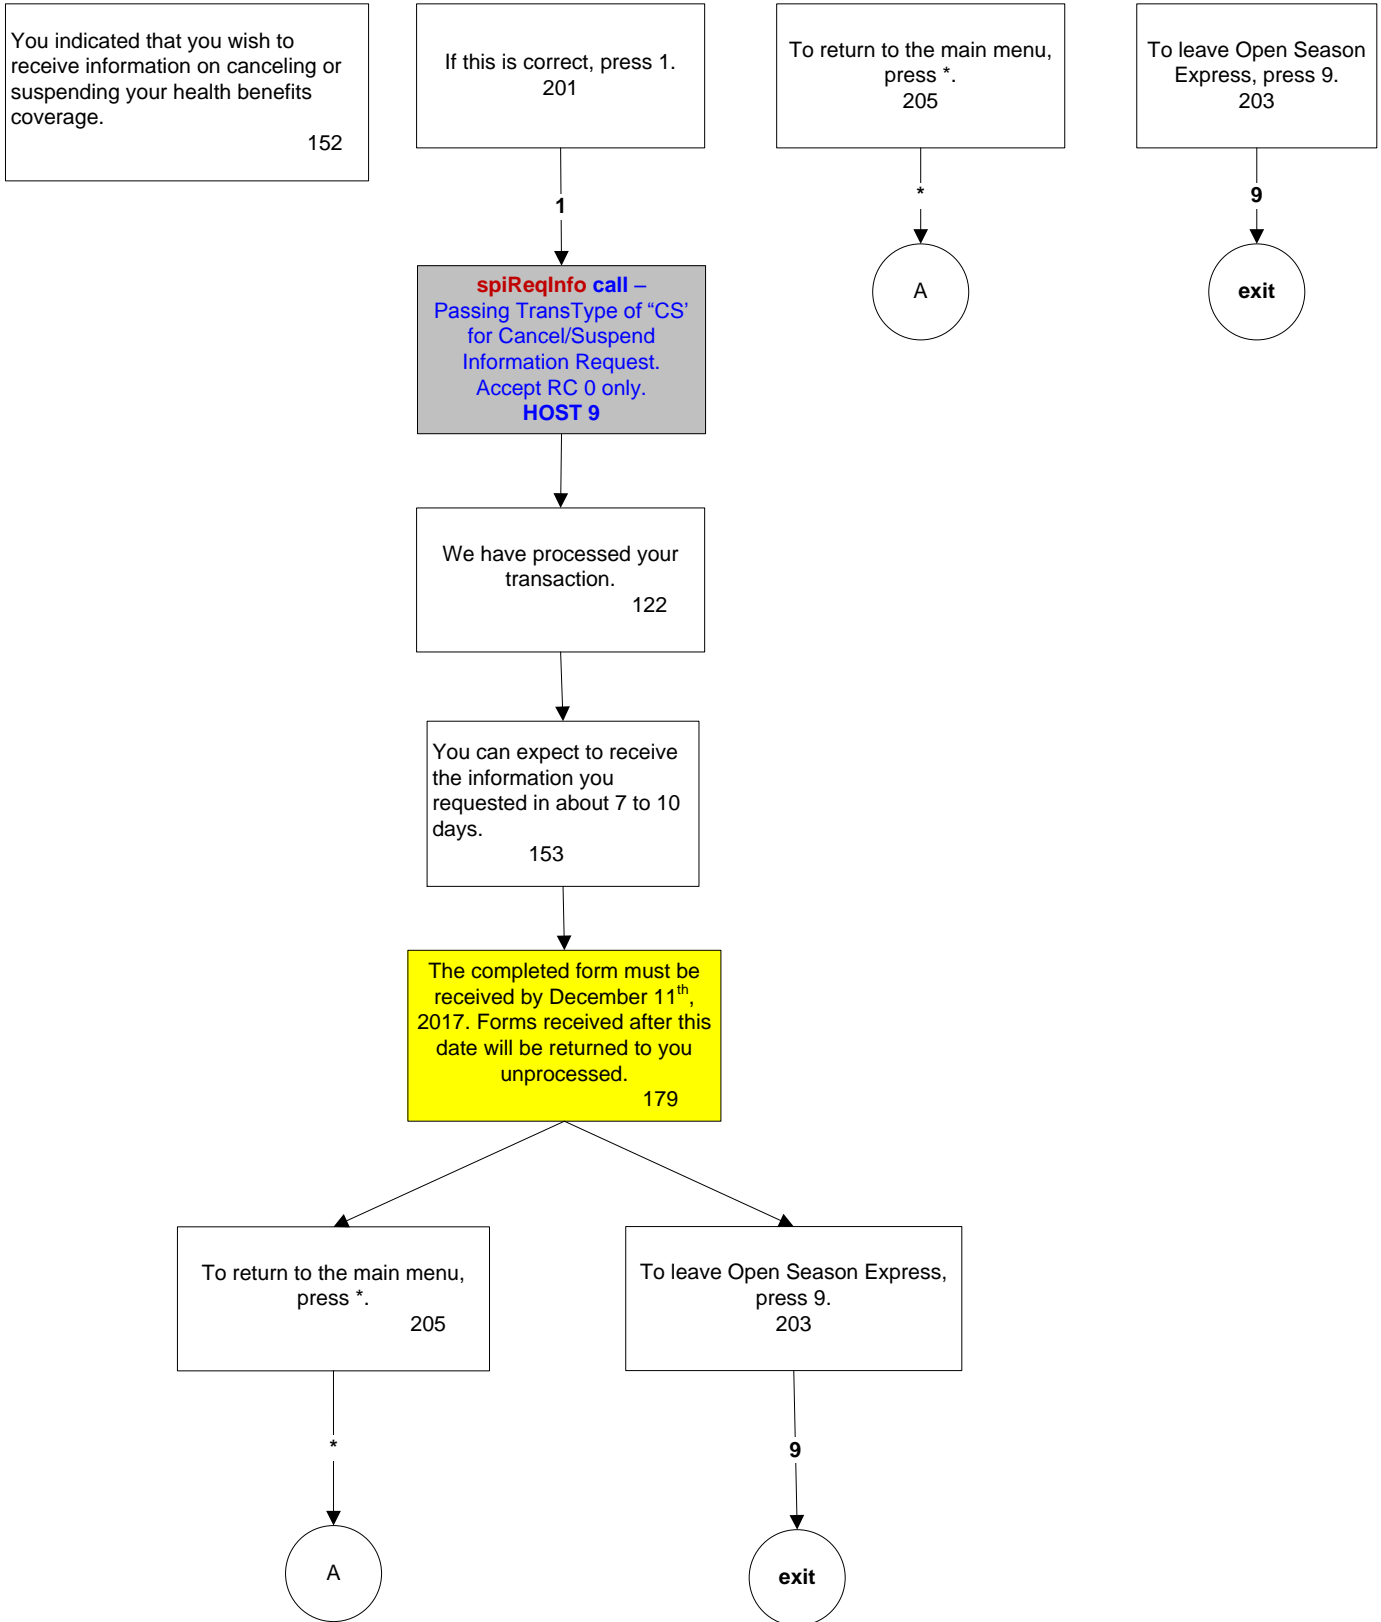 You indicated that you wish to
receive information on canceling or
suspending your health benefits
coverage.
152
If this is correct, press 1.
201
To return to the main menu,
press *.
205
To leave Open Season
Express, press 9.
203
1
*
9
A
exit
spiReqInfo call –
Passing TransType of “CS’
for Cancel/Suspend
Information Request.
Accept RC 0 only.
HOST 9
We have processed your
transaction.
122
You can expect to receive
the information you
requested in about 7 to 10
days.
153
The completed form must be
received by December 11th,
2017. Forms received after this
date will be returned to you
unprocessed.
179
To return to the main menu,
press *.
205
To leave Open Season Express,
press 9.
203
*
9
A
exit